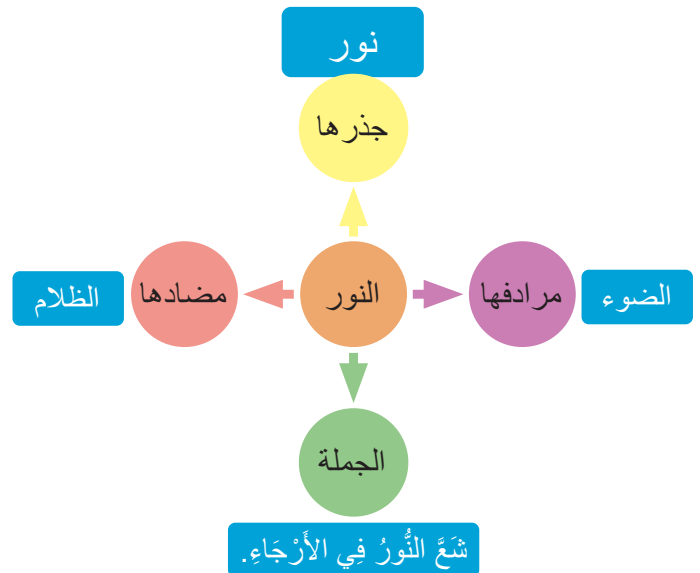 نور
جذرها
الضوء
مرادفها
النور
مضادها
الظلام
الجملة
شَعَّ النُّورُ فِي الأَرْجَاءِ.